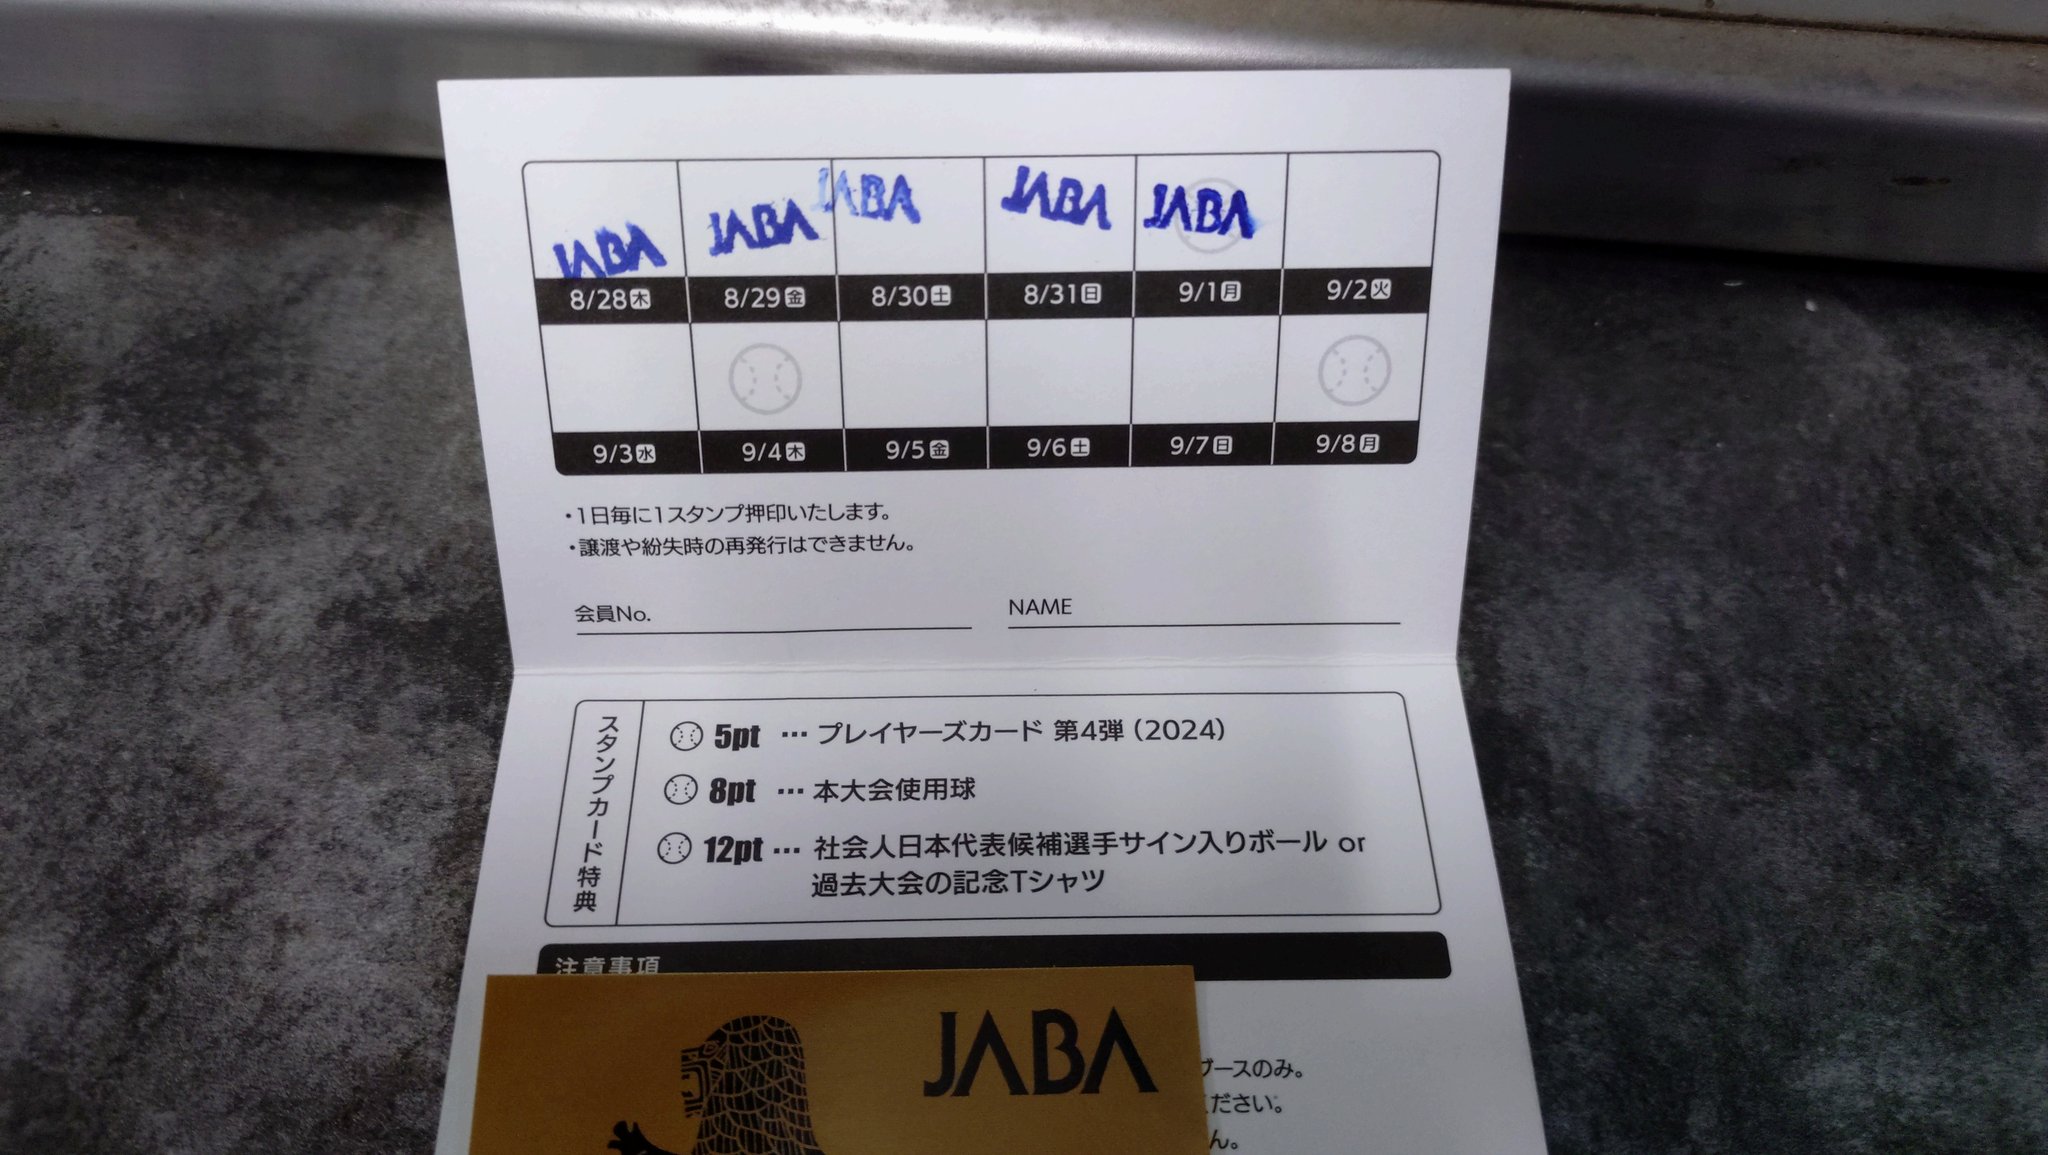 JABA JABA JABA JABA JABA
8/28木 8/29金 8/30土 8/31日 9/1月 9/2火
9/3水 9/4木 9/5金 9/6土 9/7日 9/8月
・1日毎に1スタンプ押印いたします。
・譲渡や紛失時の再発行はできません。
会員No. NAME
スタンプカード特典
5pt … プレイヤーズカード 第4弾（2024）
8pt … 本大会使用球
12pt … 社会人日本代表候補選手サイン入りボール or
過去大会の記念Tシャツ
注意事項
JABA
ブースのみ。
ください。
ん。